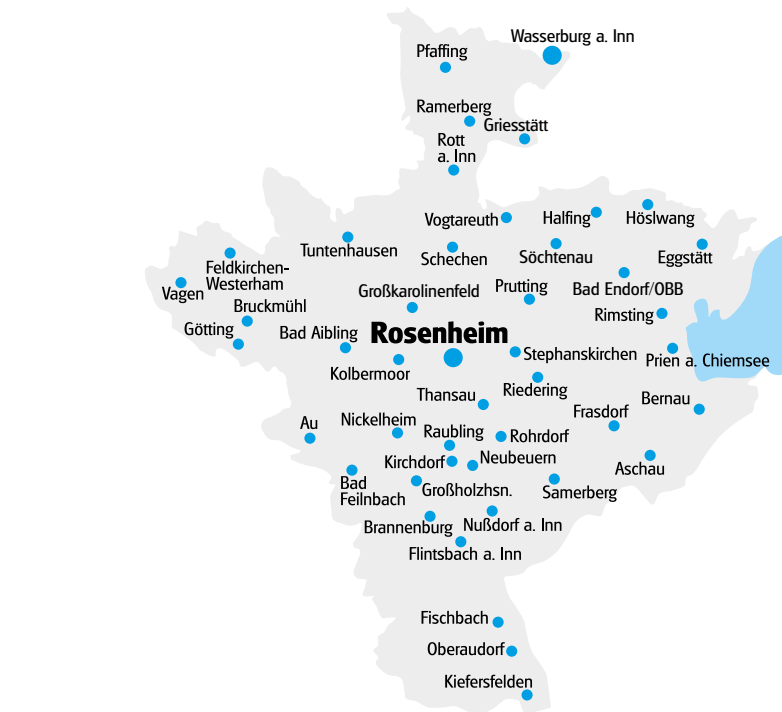 Wasserburg a. Inn
Pfaffing
Ramerberg
Griesstätt
Rott
a. Inn
Vogtareuth
Halfing
Höslwang
Tuntenhausen
Schechen
Söchtenau
Eggstätt
Feldkirchen-
Westerham
Vagen
Großkarolinenfeld
Prutting
Bad Endorf/OBB
Bruckmühl
Rimsting
Götting
Bad Aibling
Rosenheim
Stephanskirchen
Prien a. Chiemsee
Kolbermoor
Riedering
Thansau
Bernau
Frasdorf
Au
Nickelheim
Raubling
Rohrdorf
Kirchdorf
Neubeuern
Aschau
Bad
Feilnbach
Großholzhsn.
Samerberg
Brannenburg
Nußdorf a. Inn
Flintsbach a. Inn
Fischbach
Oberaudorf
Kiefersfelden